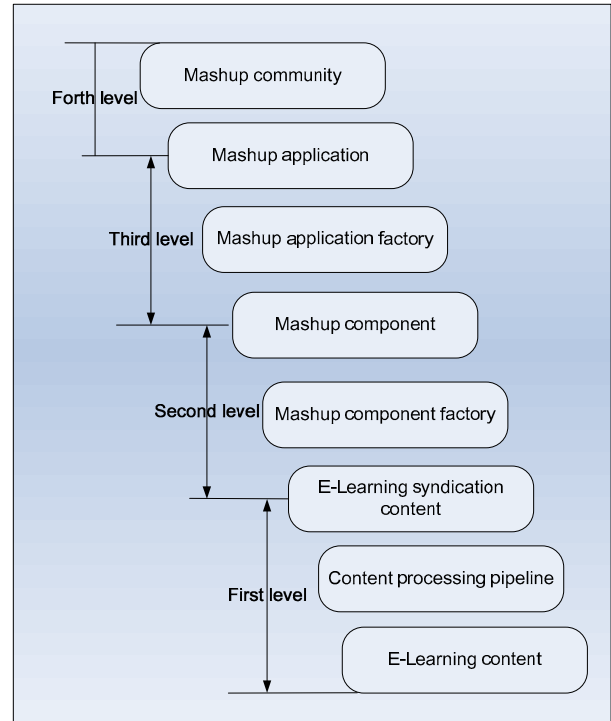 Mashup community
Forth level
Mashup application
Mashup application factory
Third level
Mashup component
Second level
Mashup component factory
E-Learning syndication
content
Content processing pipeline
First level
E-Learning content